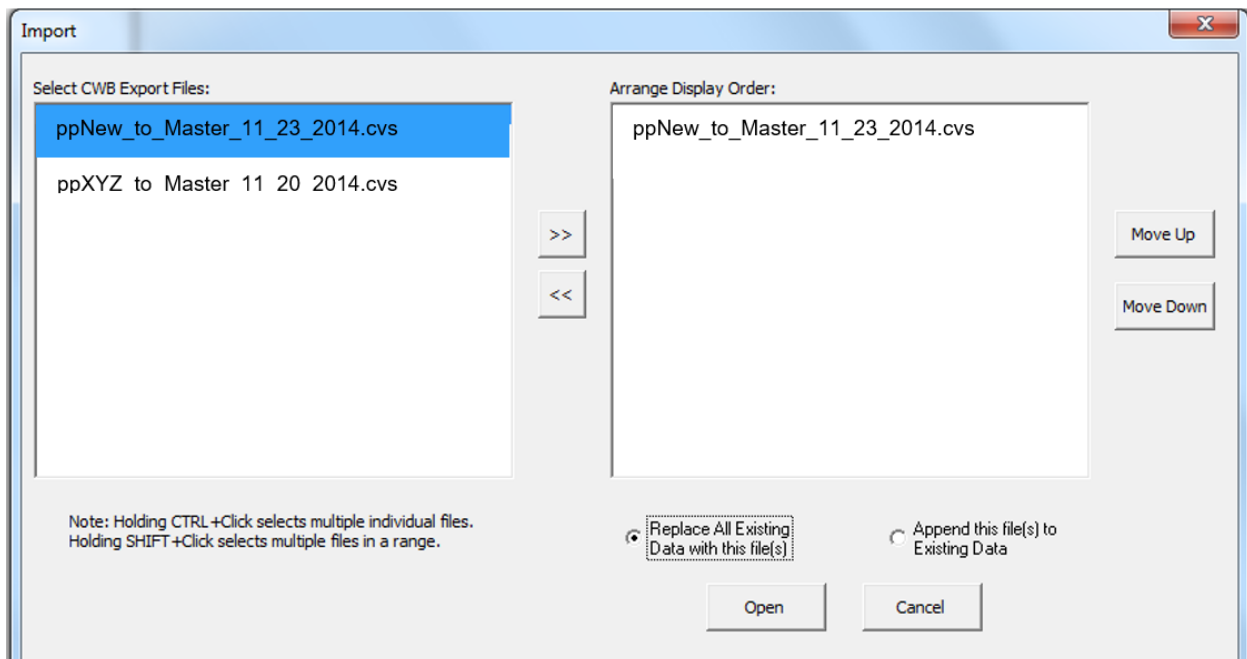 Import
Select CWB Export Files:
ppNew_to_Master_11_23_2014.cvs
ppXYZ_to_Master_11_20_2014.cvs
>>
<<
Arrange Display Order:
ppNew_to_Master_11_23_2014.cvs
Move Up
Move Down
Note: Holding CTRL+Click selects multiple individual files.
Holding SHIFT+Click selects multiple files in a range.
Replace All Existing
Data with this file(s)
Append this file(s) to
Existing Data
Open
Cancel